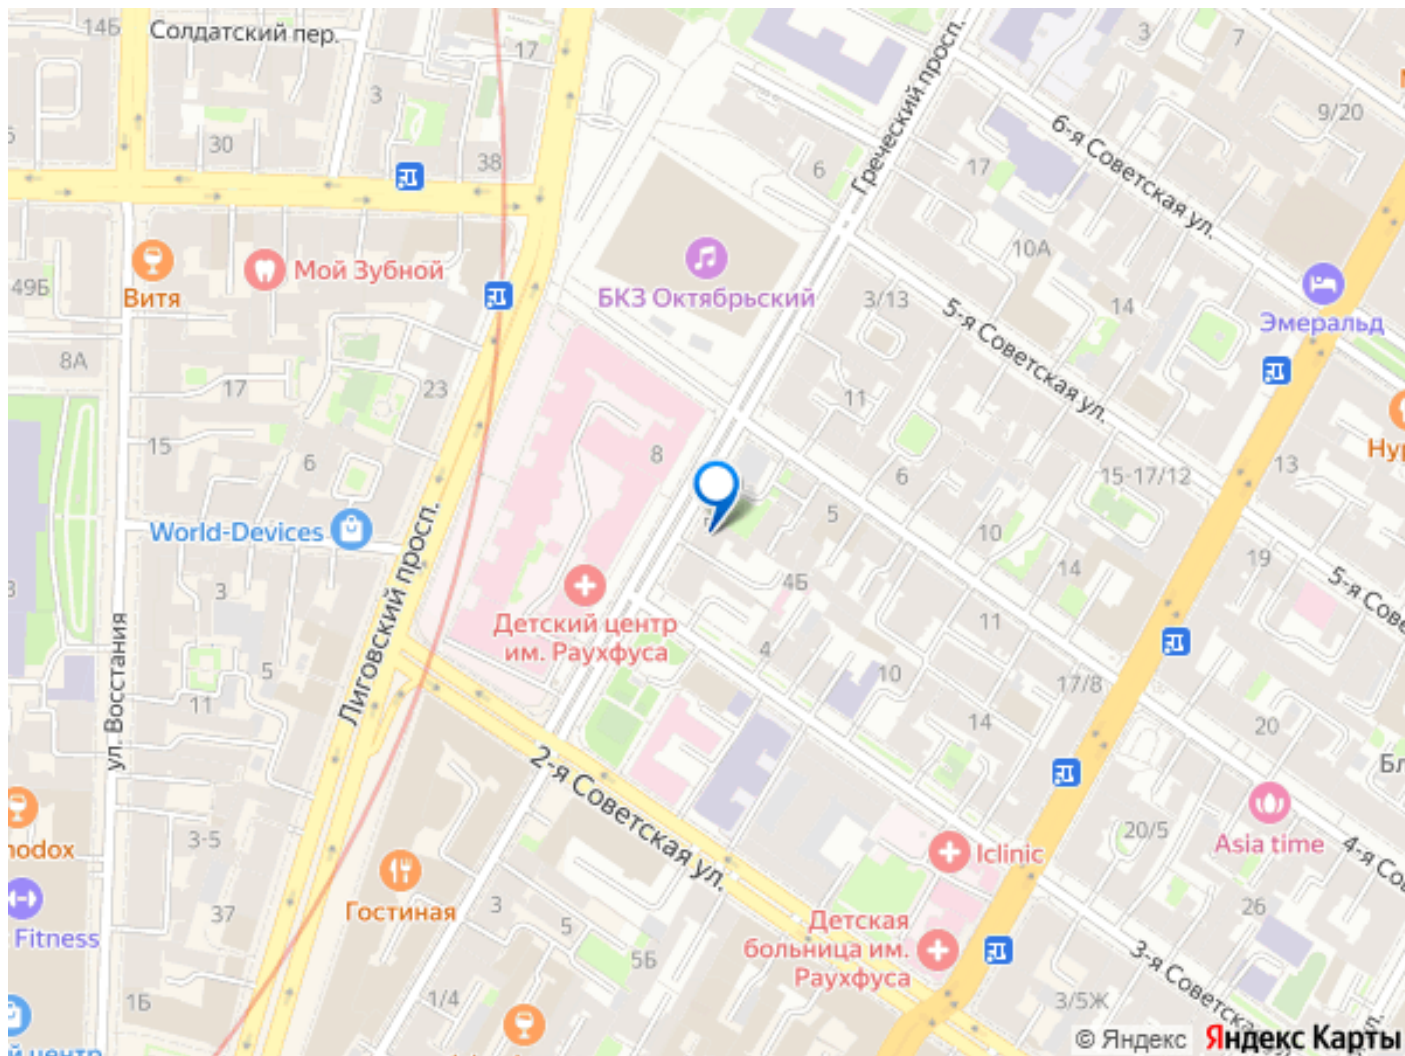 14Б
Солдатский пер.
17
Греческий просп.
3
7
3
9/20
30
38
6
17
6-я Советская ул.
10А
49Б
Витя
Мой Зубной
БКЗ Октябрьский
3/13
14
5-я Советская ул.
Эмеральд
8А
17
23
11
15
6
8
6
15-17/12
13
World-Devices
Лиговский просп.
5
10
19
14
5-я Сове
3
4Б
Детский центр
им. Раухфуса
ул. Восстания
4
11
5
10
17/8
11
14
20
2-я Советская ул.
3-5
20/5
Asia time
4-я Со
Iclinic
Гостиная
3
37
5
26
Fitness
Детская
больница им.
Раухфуса
5Б
3-я Советская
1Б
1/4
3/5Ж
© Яндекс
Яндекс Карты